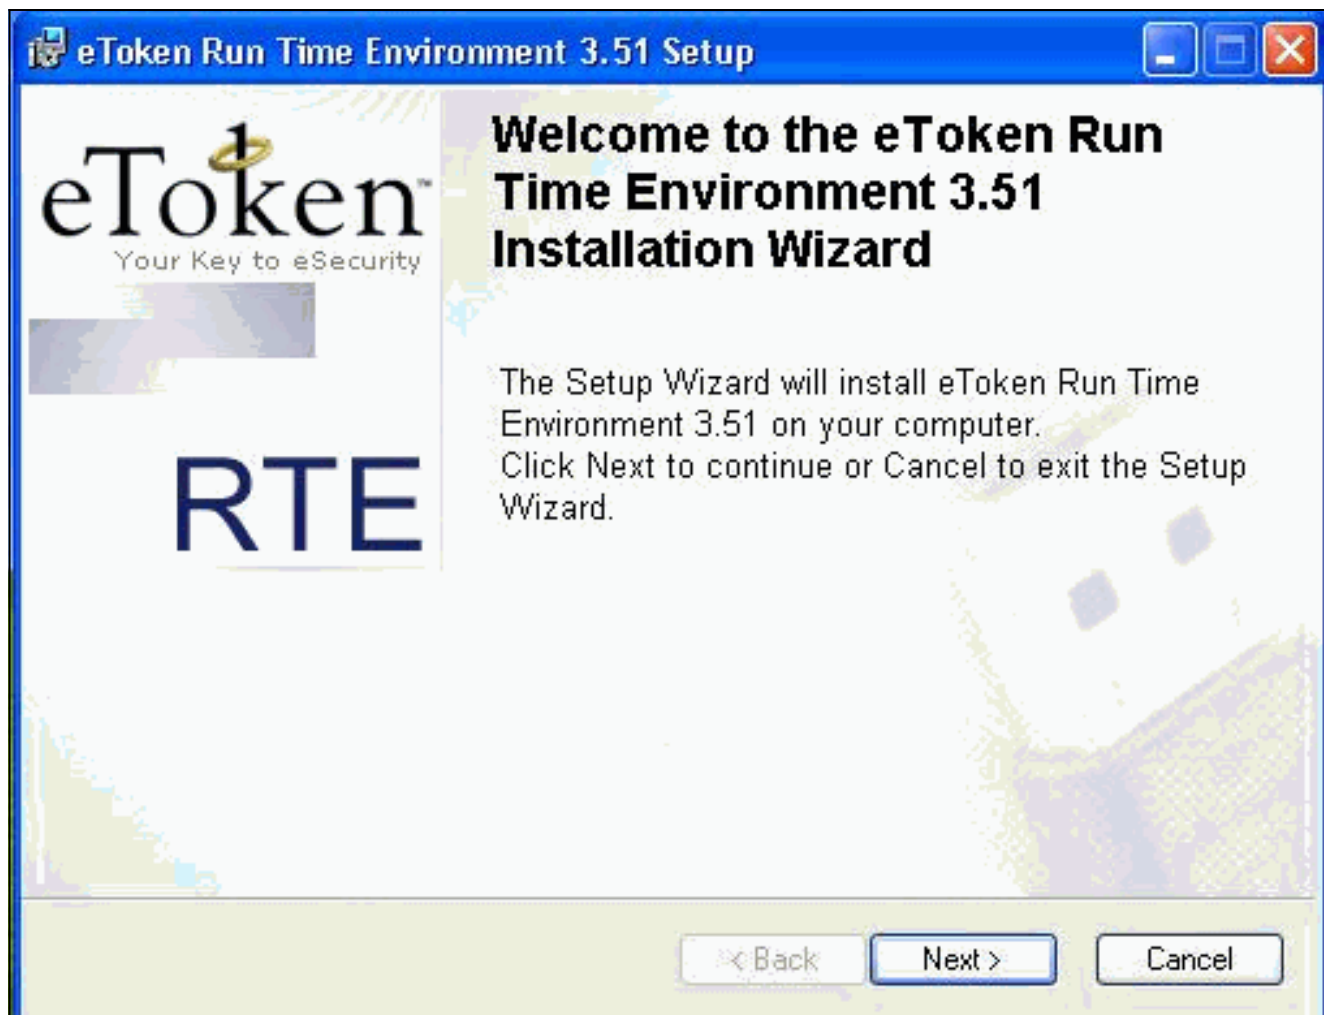 eToken Run Time Environment 3.51 Setup
eToken™
Your Key to eSecurity
RTE
Welcome to the eToken Run
Time Environment 3.51
Installation Wizard
The Setup Wizard will install eToken Run Time
Environment 3.51 on your computer.
Click Next to continue or Cancel to exit the Setup
Wizard.
< Back
Next >
Cancel